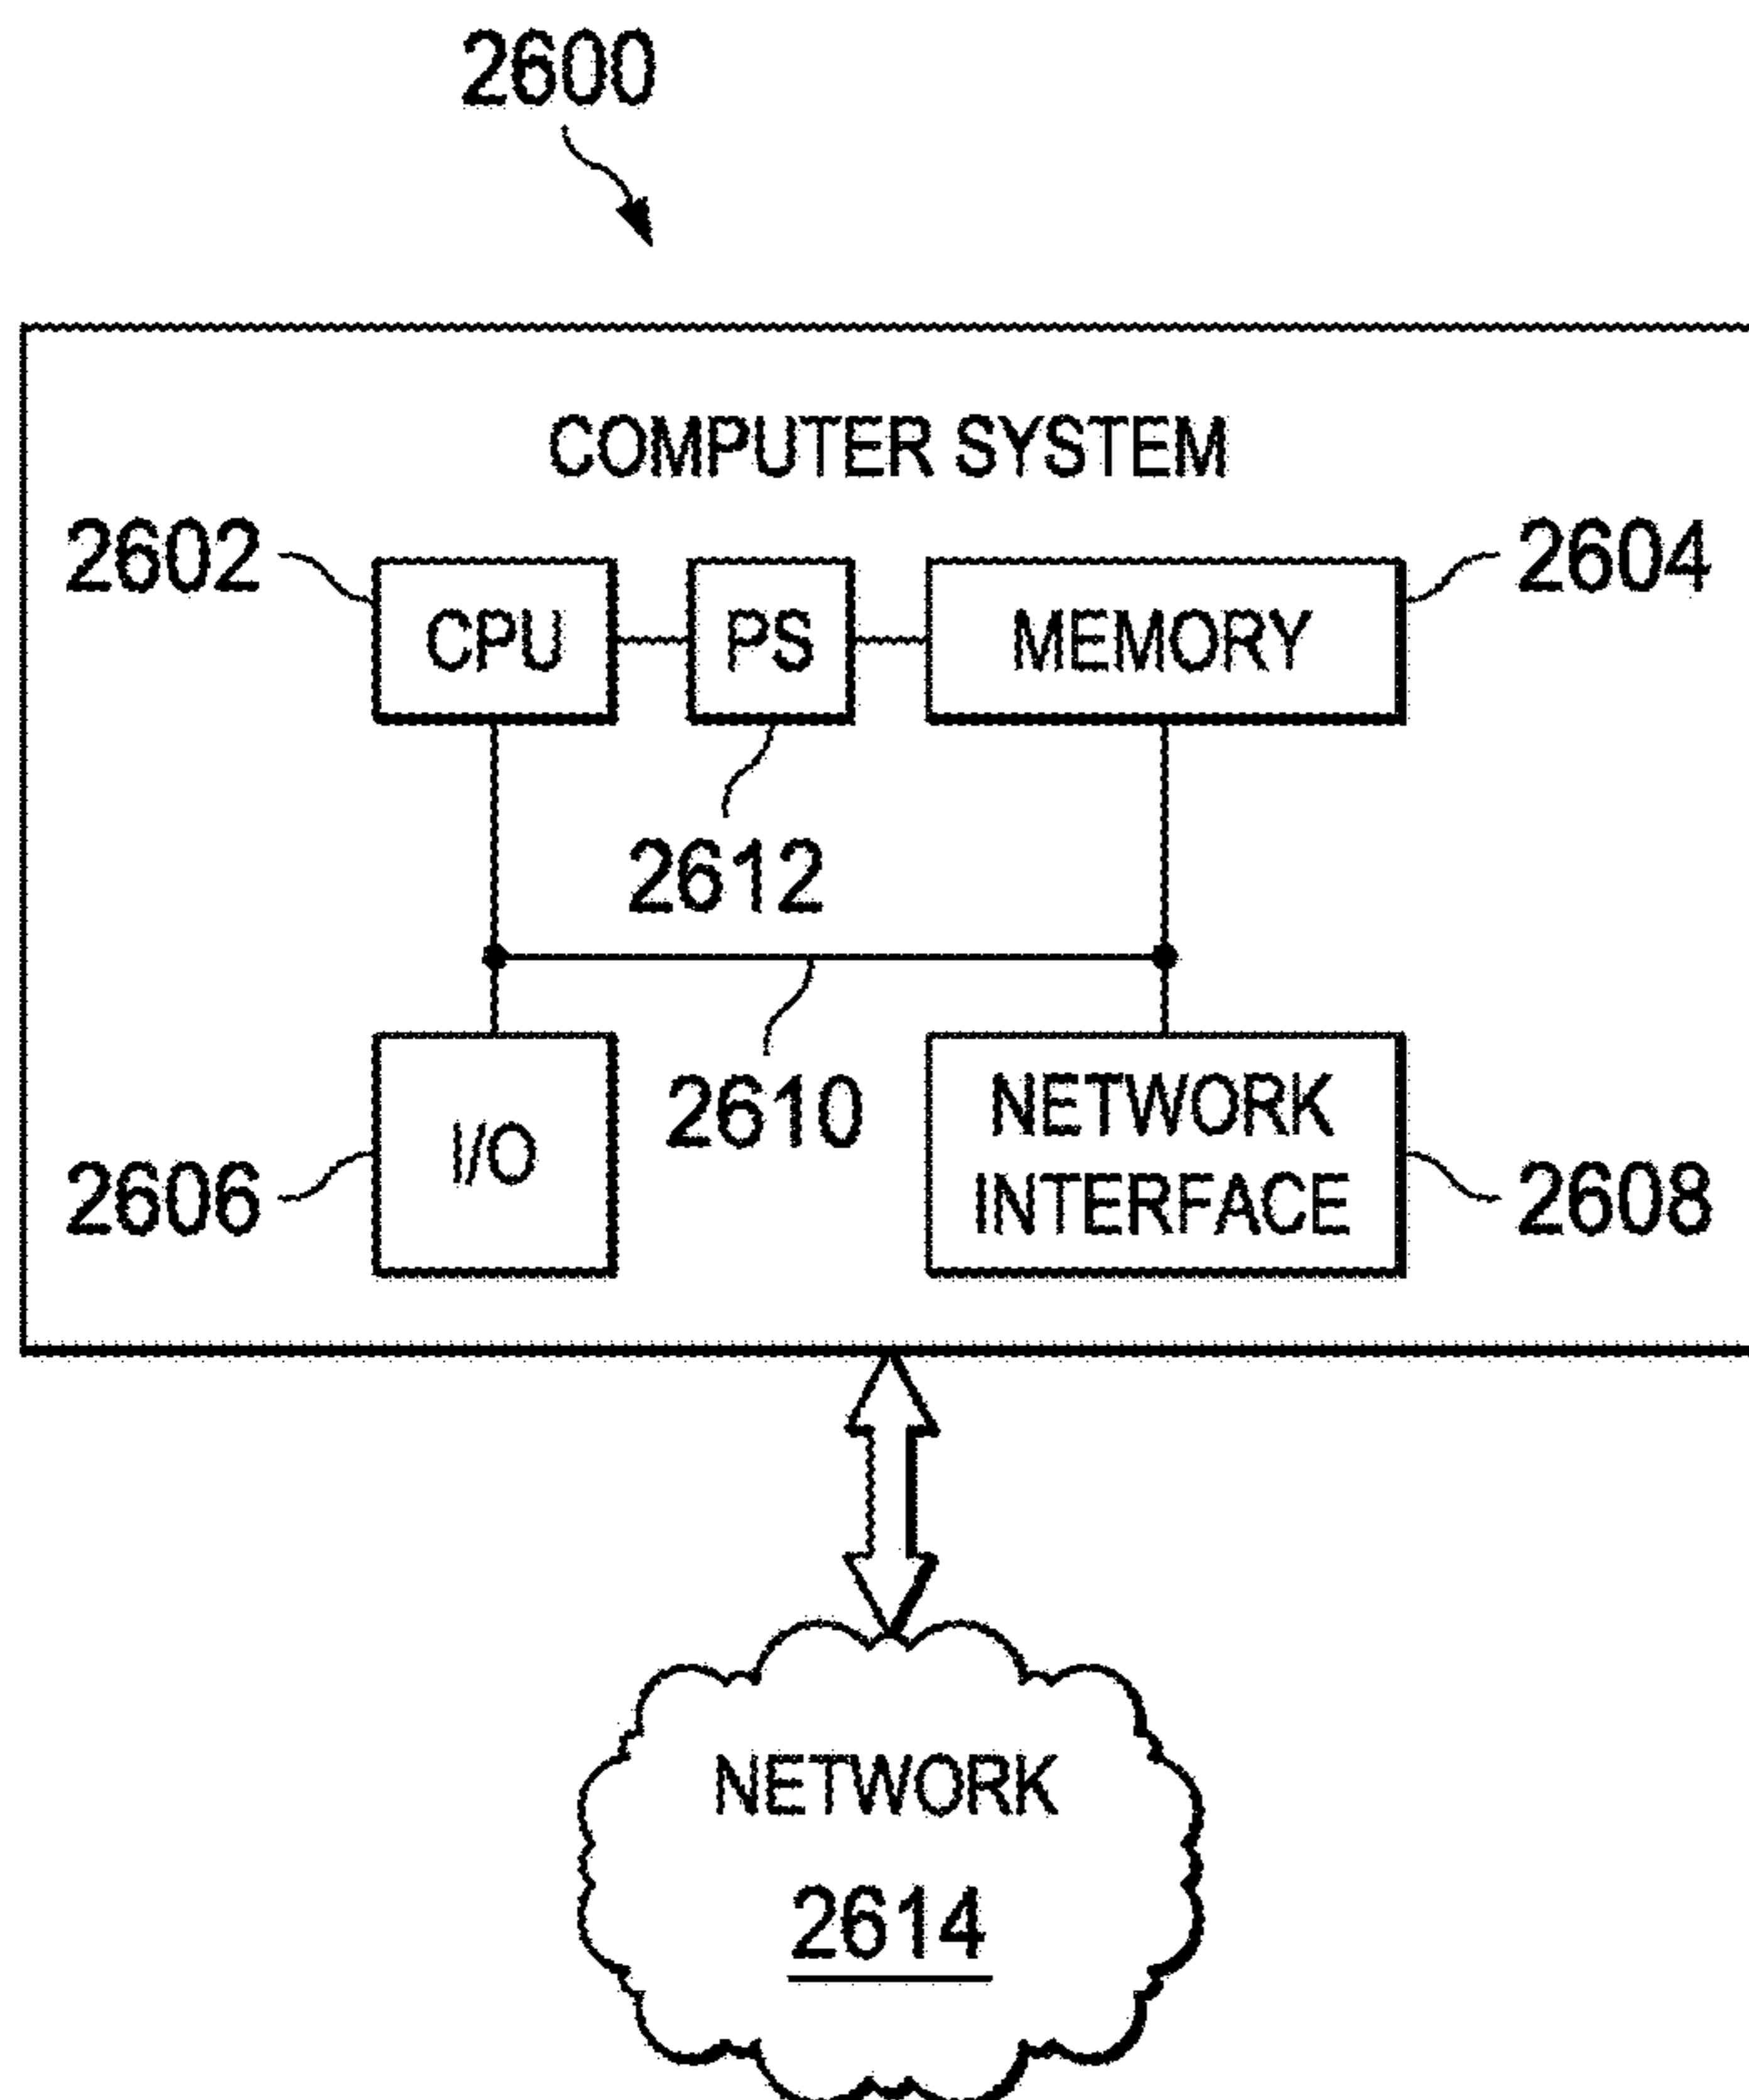 2600
COMPUTER SYSTEM
2602
2604
CPU
PS
MEMORY
2612
2610
2606
I/O
NETWORK
INTERFACE
2608
NETWORK
2614